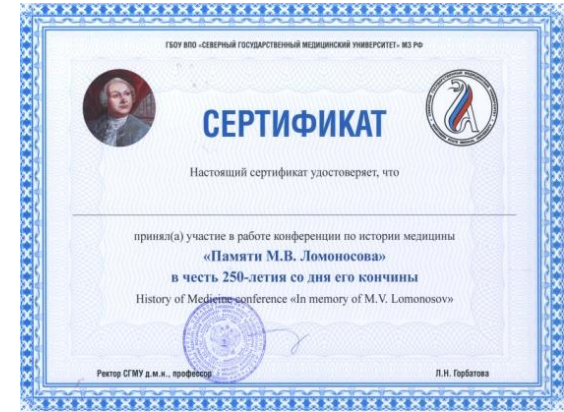 ГБОУ ВПО «СЕВЕРНЫЙ ГОСУДАРСТВЕННЫЙ МЕДИЦИНСКИЙ УНИВЕРСИТЕТ» МЗ РФ
СЕРТИФИКАТ
Настоящий сертификат удостоверяет, что
принял(а) участие в работе конференции по истории медицины
«Памяти М.В. Ломоносова»
в честь 250-летия со дня его кончины
History of Medicine conference «In memory of M.V. Lomonosov»
Ректор СГМУ д.м.н., профессор
Л.Н. Горбатова